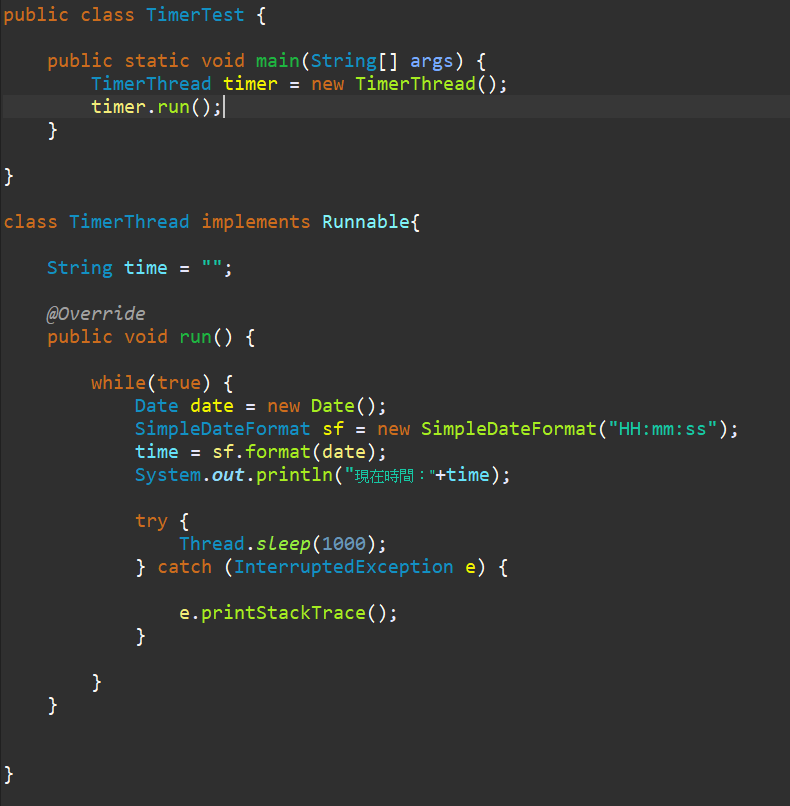 public class TimerTest {
public static void main(String[] args) {
TimerThread timer = new TimerThread();
timer.run();
}
}
class TimerThread implements Runnable{
String time = "";
@Override
public void run() {
while(true) {
Date date = new Date();
SimpleDateFormat sf = new SimpleDateFormat("HH:mm:ss");
time = sf.format(date);
System.out.println("現在時間："+time);
try {
Thread.sleep(1000);
} catch (InterruptedException e) {
e.printStackTrace();
}
}
}
}